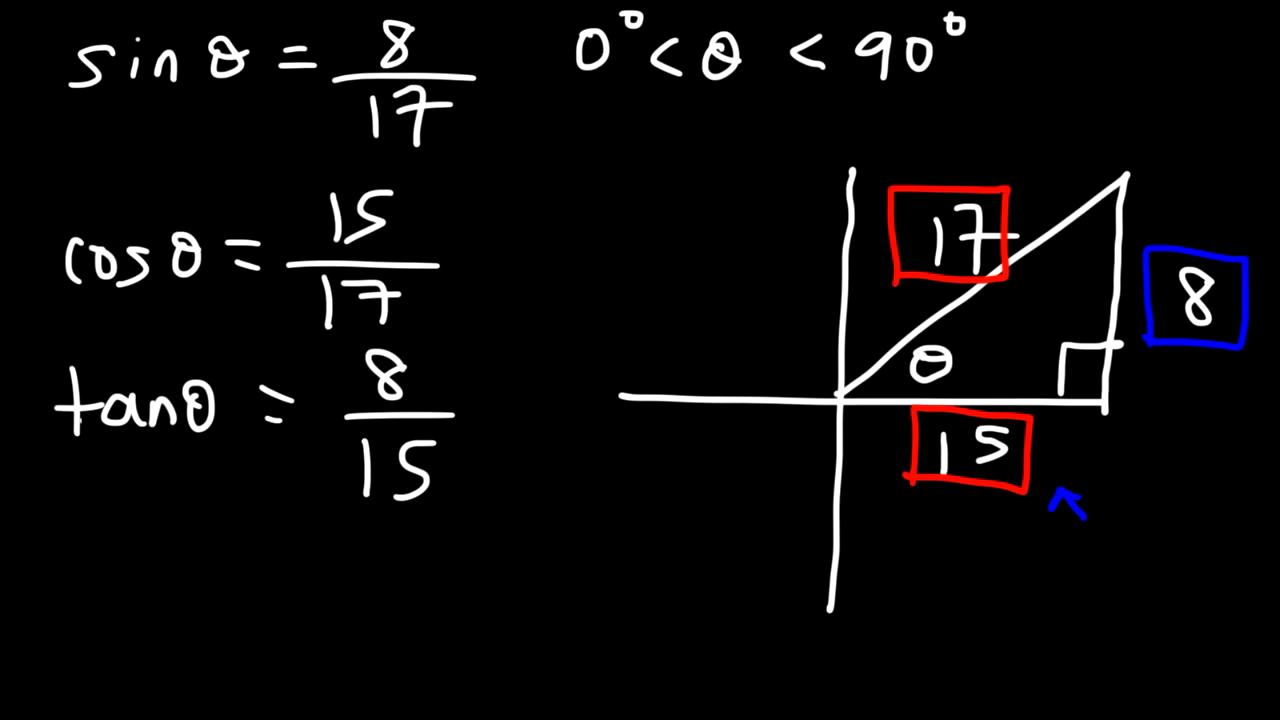 sin θ = 8/17 0° < θ < 90°
cos θ = 15/17
tan θ = 8/15
17
8
θ
15